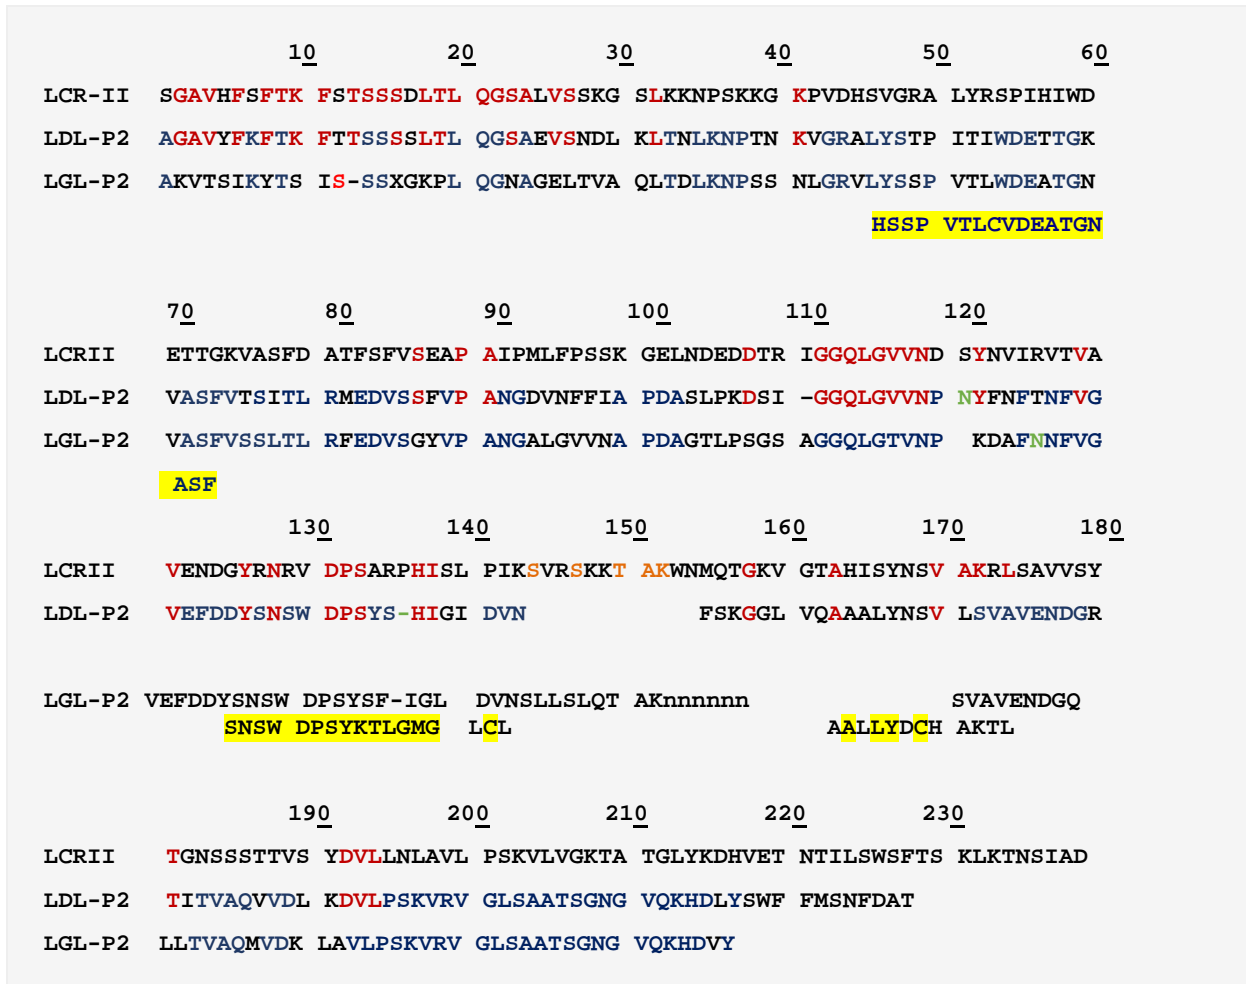 10 20 30 40 50 60
LCR-II SGAVHFSFTK FSTSSSDLTL QGSALVSSKG SLKKNPSKKG KPVDHSVGRA LYRSPIHIWD
LDL-P2 AGAVYFKFTK FTTSSSSLTL QGSAEVSNDL KLTNLKNPTN KVGRALYSTP ITIWDETTGK
LGL-P2 AKVTSIKYTS IS-SSXGKPL QGNAGELTVA QLTDLKNPSS NLGRVLYSSP VTLWDEATGN
HSSP VTLCVDEATGN
70 80 90 100 110 120
LCRII ETTGKVASFD ATFSFVSEAP AIPMLFPSSK GELNDEDDTR IGGQLGVVND SYNVIRVTVA
LDL-P2 VASFVTSITL RMEDVSSFVP ANGDVNFFIA PDASLPKDSI -GGQLGVVNP NYFNFTNFVG
LGL-P2 VASFVSSLTL RFEDVSGYVP ANGALGVVNA PDAGTLPSGS AGGQLGTVNP KDAFNNFVG
ASF
130 140 150 160 170 180
LCRII VENDGYRNRV DPSARPHISL PIKSVRSKKT AKWNMQTGKV GTAHISYNSV AKRLSAVVSY
LDL-P2 VEFDDYSNSW DPSYS-HIGI DVN FSKGGL VQAAALYNSV LSVAVENDGR
LGL-P2 VEFDDYSNSW DPSYSF-IGL DVNSLLSLQT AKnnnnnn SVAVENDGQ
SNSW DPSYKTLGMG LCL AALLYDCH AKTL
190 200 210 220 230
LCRII TGNSSSTTVS YDVLLNLAVL PSKVLVGKTA TGLYKDHVET NTILSWSFTS KLKTNSIAD
LDL-P2 TITVAQVVDL KDVLPSKVRV GLSAATSGNG VQKHDLYSWF FMSNFDAT
LGL-P2 LLTVAQMVDK LAVLPSKVRV GLSAATSGNG VQKHDVY